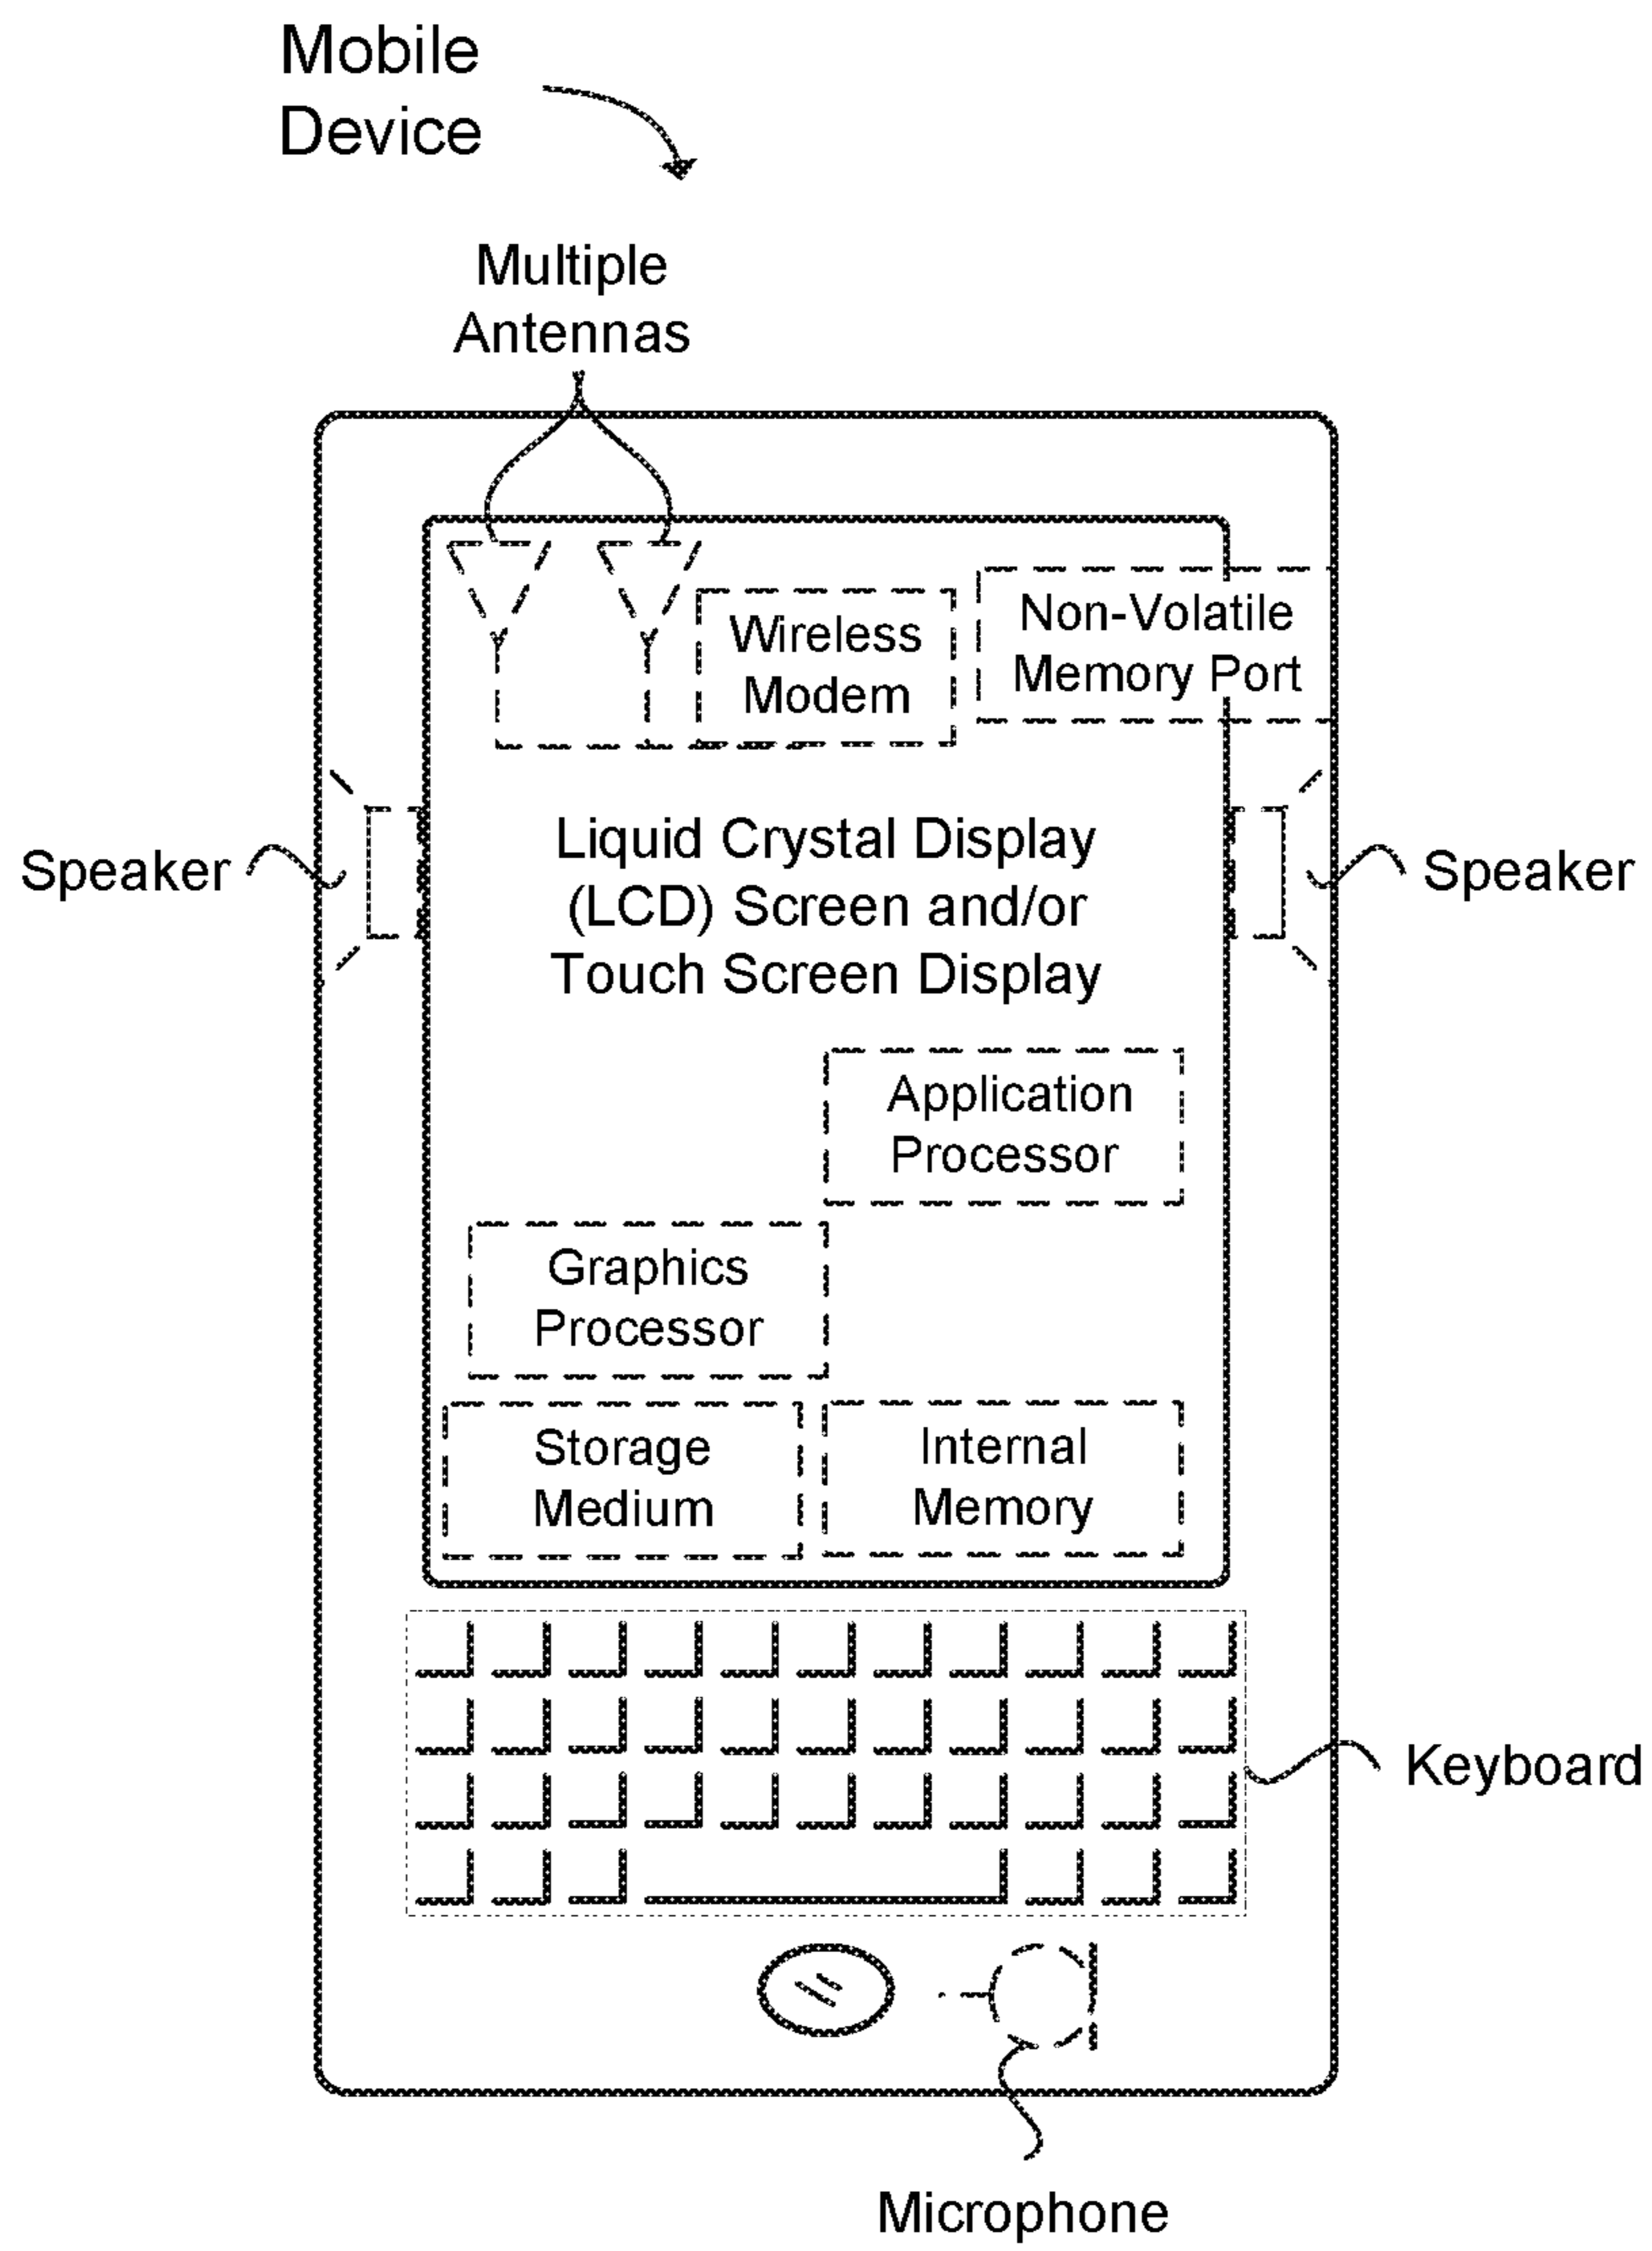 Mobile
Device
Multiple
Antennas
Wireless
Modem
Non-Volatile
Memory Port
Speaker
Liquid Crystal Display
(LCD) Screen and/or
Touch Screen Display
Speaker
Application
Processor
Graphics
Processor
Storage
Medium
Internal
Memory
Keyboard
Microphone